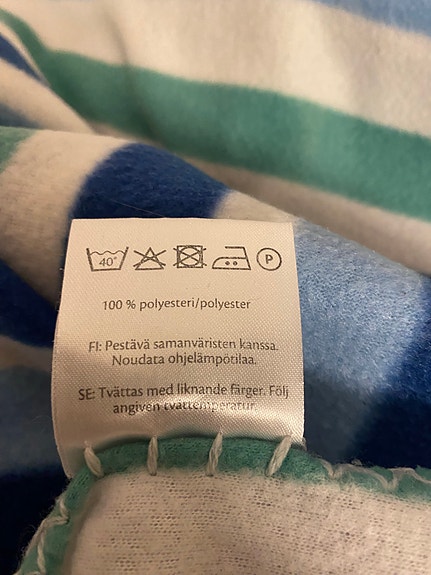 40° P
100 % polyesteri/polyester
FI: Pestävä samanväristen kanssa.
Noudata ohjelämpötilaa.
SE: Tvättas med liknande färger. Följ
angiven tvättemperatur.